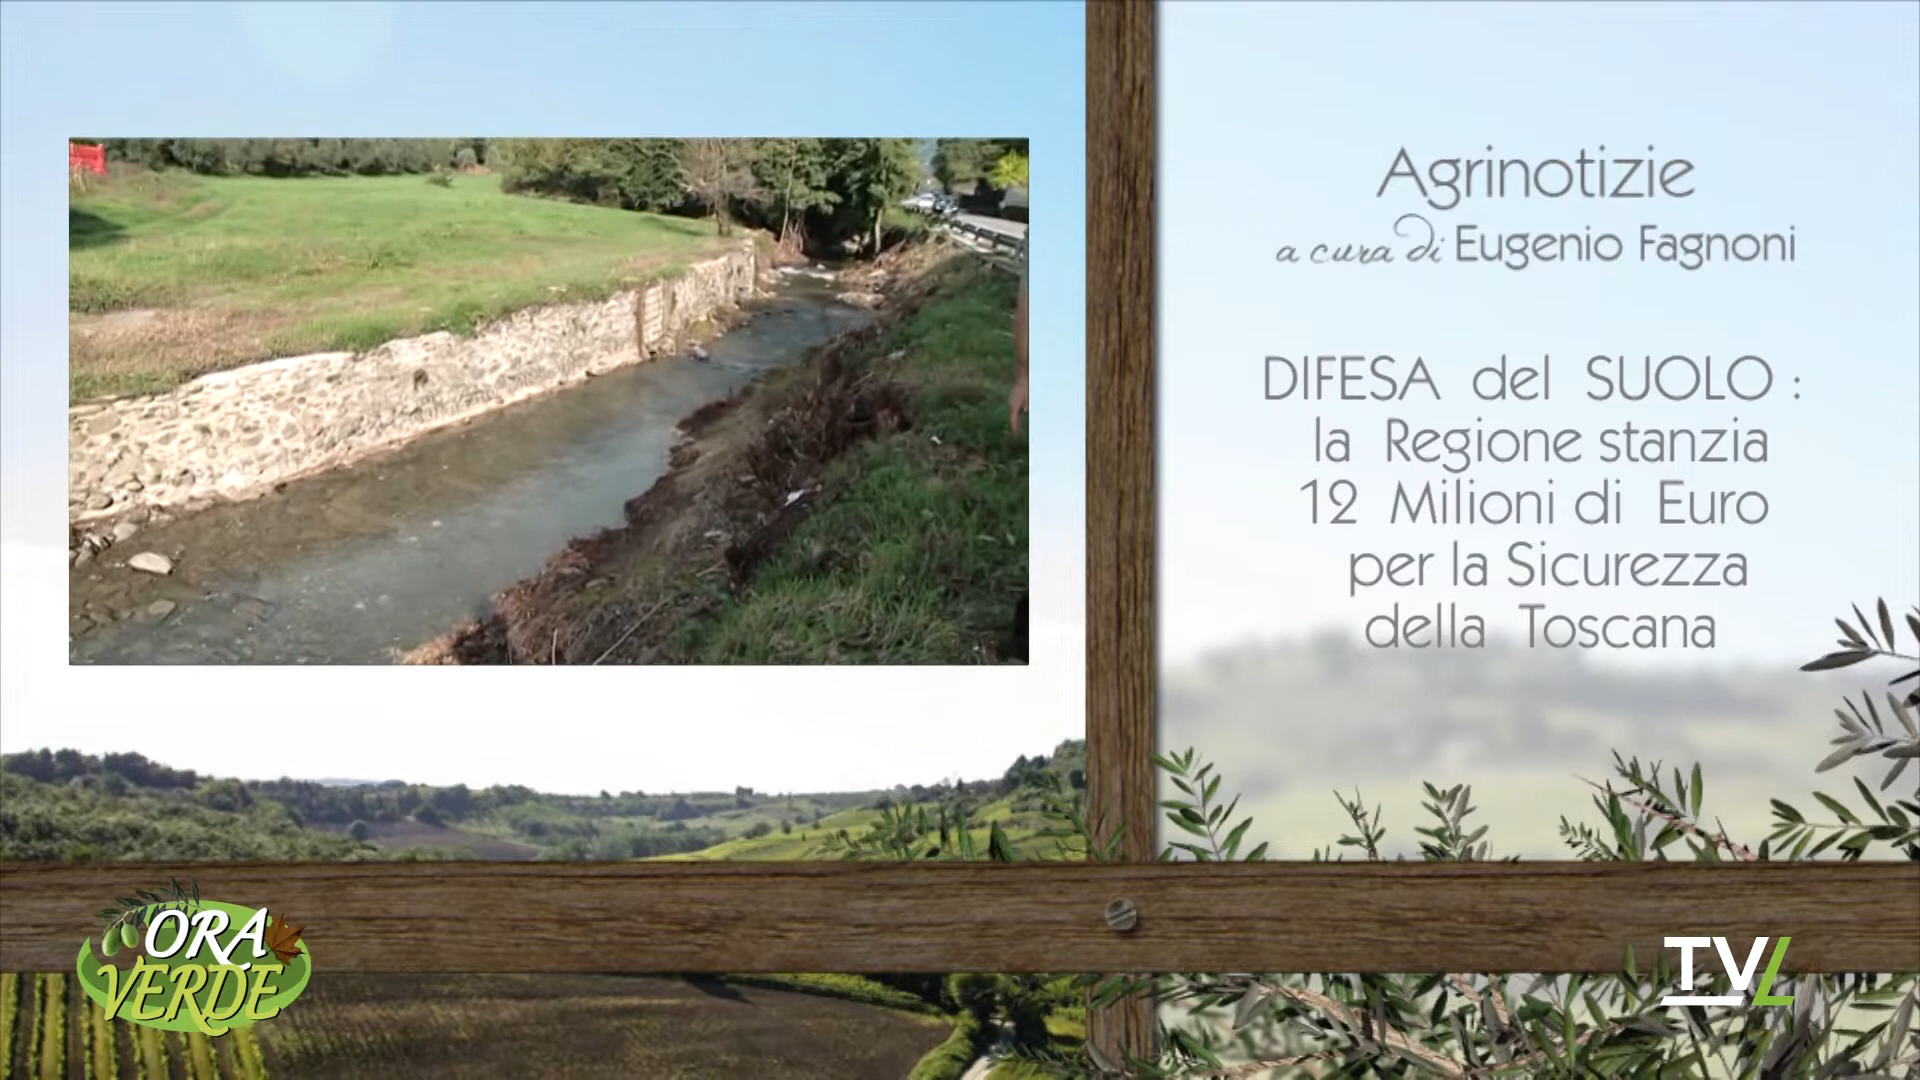 Agrinotizie
a cura di Eugenio Fagnoni
DIFESA del SUOLO :
la Regione stanzia
12 Milioni di Euro
per la Sicurezza
della Toscana
ORA
VERDE
TVL